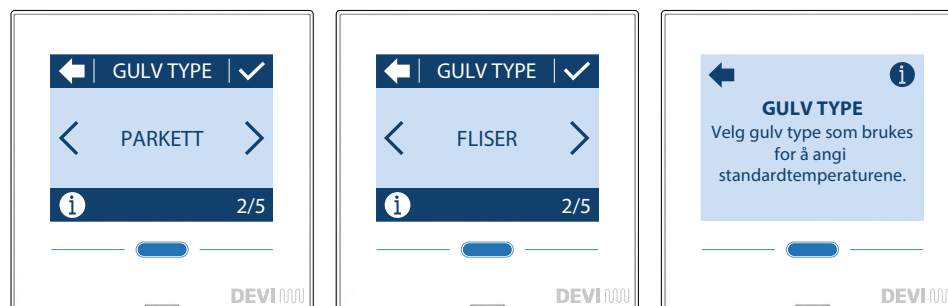 GULV TYPE
PARKETT
2/5
DEVI
GULV TYPE
FLISER
2/5
DEVI
GULV TYPE
Velg gulv type som brukes
for å angi
standardtemperaturene.
DEVI